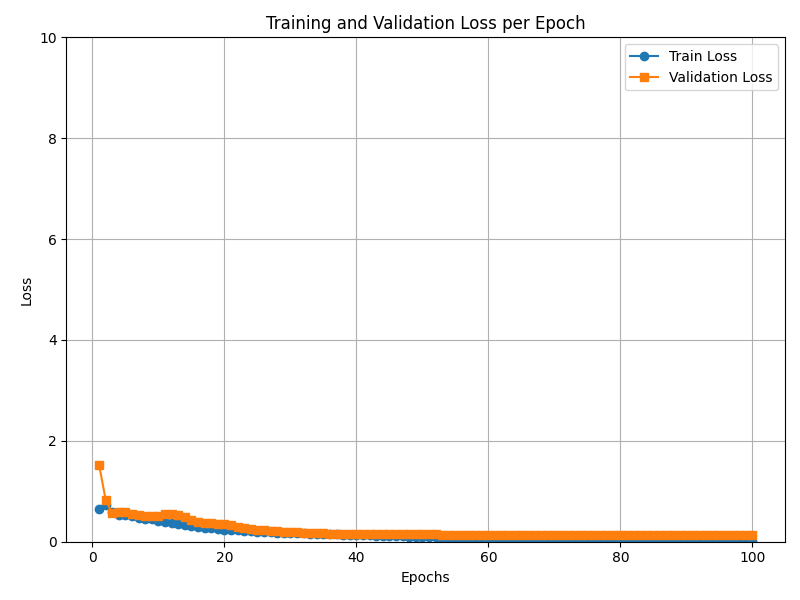 Training and Validation Loss per Epoch
10
8
6
4
2
0
Loss
Train Loss
Validation Loss
0 20 40 60 80 100
Epochs